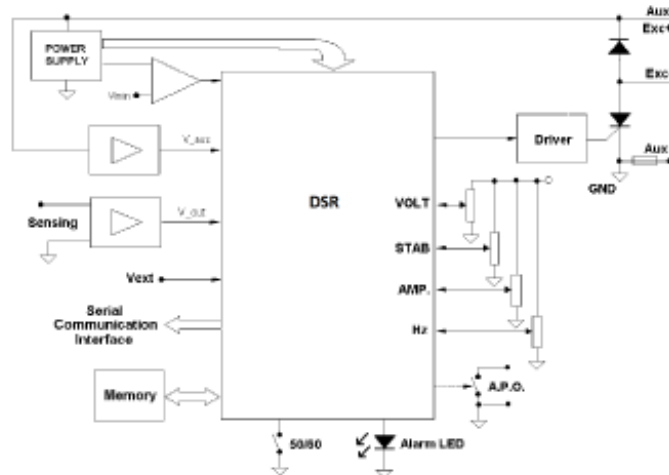 Aux
Exc+
POWER
SUPPLY
Exc
Vmin
V_aux
Driver
Aux
GND
DSR
VOLT
V_out
Sensing
STAB
Vext
AMP.
Serial
Communication
Interface
Hz
Memory
A.P.O.
50/60
Alarm LED